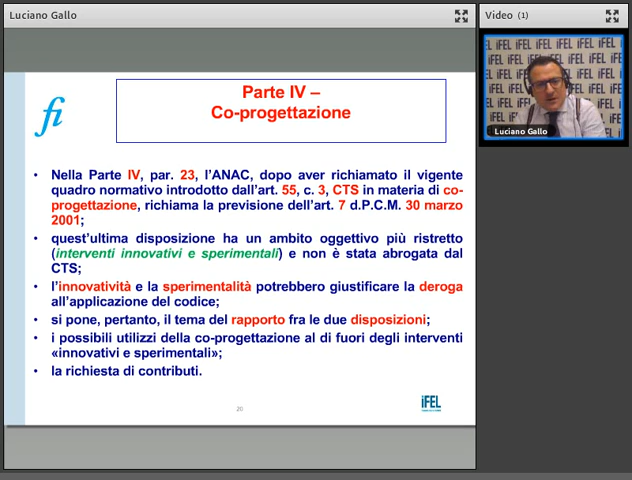 Luciano Gallo
Video (1)
fi
Parte IV –
Co-progettazione
• Nella Parte IV, par. 23, l'ANAC, dopo aver richiamato il vigente
quadro normativo introdotto dall'art. 55, c. 3, CTS in materia di co-
progettazione, richiama la previsione dell'art. 7 d.P.C.M. 30 marzo
2001;
• quest'ultima disposizione ha un ambito oggettivo più ristretto
(interventi innovativi e sperimentali) e non è stata abrogata dal
CTS;
• l'innovatività e la sperimentalità potrebbero giustificare la deroga
all'applicazione del codice;
• si pone, pertanto, il tema del rapporto fra le due disposizioni;
• i possibili utilizzi della co-progettazione al di fuori degli interventi
«innovativi e sperimentali»;
• la richiesta di contributi.
20
iFEL
Luciano Gallo